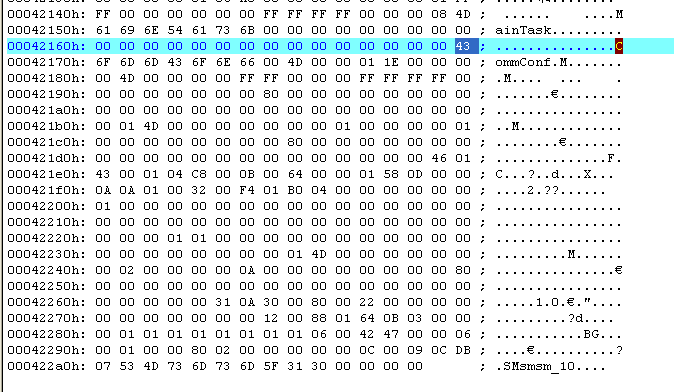 00042140h: FF 00 00 00 00 00 FF FF FF FF FF 00 00 00 08 4D ; ...... ....M
00042150h: 61 69 6E 54 61 73 6B 00 00 00 00 00 00 00 00 00 ; ainTask.........
00042160h: 00 00 00 00 00 00 00 00 00 00 00 00 00 00 00 43 ; ...............C
00042170h: 6F 6D 6D 43 6F 6E 66 00 4D 00 00 01 1E 00 00 00 ; ommConf.M.......
00042180h: 00 4D 00 00 00 00 FF FF 00 00 FF FF FF FF 00 00 ; .M.... .. ..
00042190h: 00 00 00 00 00 00 00 80 00 00 00 00 00 00 00 00 ; .......€........
000421a0h: 00 00 00 00 00 00 00 00 00 00 00 00 00 00 00 00 ; ................
000421b0h: 00 01 4D 00 00 00 00 00 00 00 01 00 00 00 00 01 ; ..M.............
000421c0h: 00 00 00 00 00 00 00 00 80 00 00 00 00 00 00 00 ; ........€.......
000421d0h: 00 00 00 00 00 00 00 00 00 00 00 00 00 00 46 01 ; ..............F.
000421e0h: 43 00 01 04 C8 00 0B 00 64 00 00 01 58 0D 00 00 ; C...?..d...X...
000421f0h: 0A 0A 01 00 32 00 F4 01 B0 04 00 00 00 00 00 00 ; ....2.??......
00042200h: 01 00 00 00 00 00 00 00 00 00 00 00 00 00 00 00 ; ................
00042210h: 00 00 00 00 00 00 00 00 00 00 00 00 00 00 00 00 ; ................
00042220h: 00 00 00 01 01 00 00 00 00 00 00 00 00 00 00 00 ; ................
00042230h: 00 00 00 00 00 00 00 00 01 4D 00 00 00 00 00 00 ; .........M......
00042240h: 00 02 00 00 00 00 0A 00 00 00 00 00 00 00 00 80 ; ...............€
00042250h: 00 00 00 00 00 00 00 00 00 00 00 00 00 00 00 00 ; ................
00042260h: 00 00 00 00 00 31 0A 30 00 80 00 22 00 00 00 00 ; .....1.0.€."....
00042270h: 00 00 00 00 00 00 00 12 00 88 01 64 0B 03 00 00 ; .........?d....
00042280h: 00 01 01 01 01 01 01 01 01 06 00 42 47 00 00 06 ; ...........BG...
00042290h: 01 00 00 00 80 02 00 00 00 00 0C 00 09 0C DB ; ....€..........?
000422a0h: 07 53 4D 73 6D 73 6D 5F 31 30 00 00 00 00 00 ; .SMsmsm_10.....